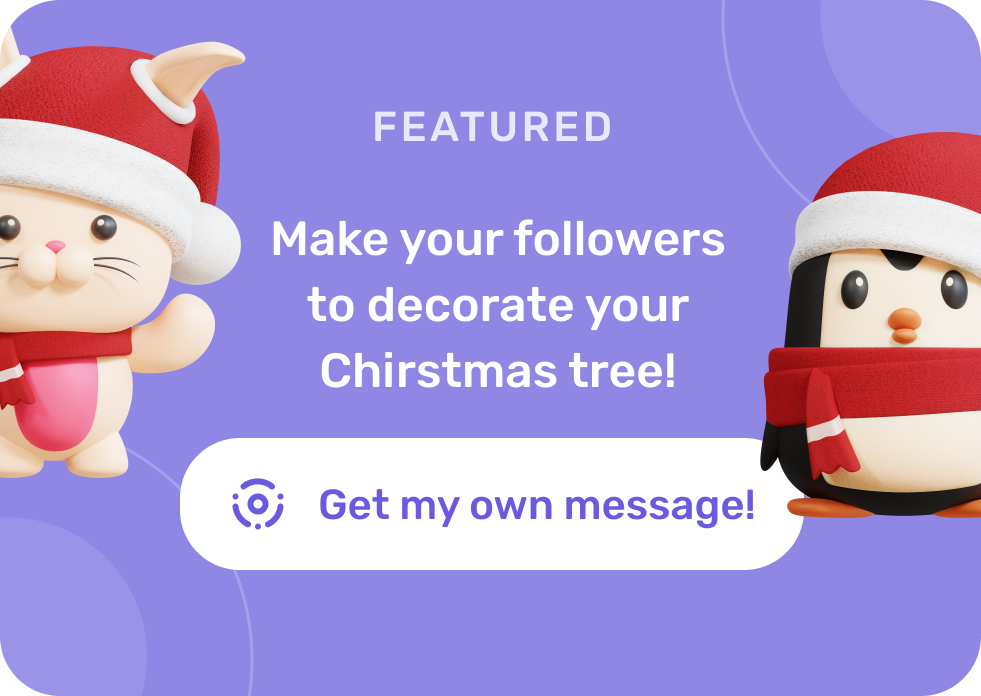 FEATURED
Make your followers
to decorate your
Chirstmas tree!
Get my own message!